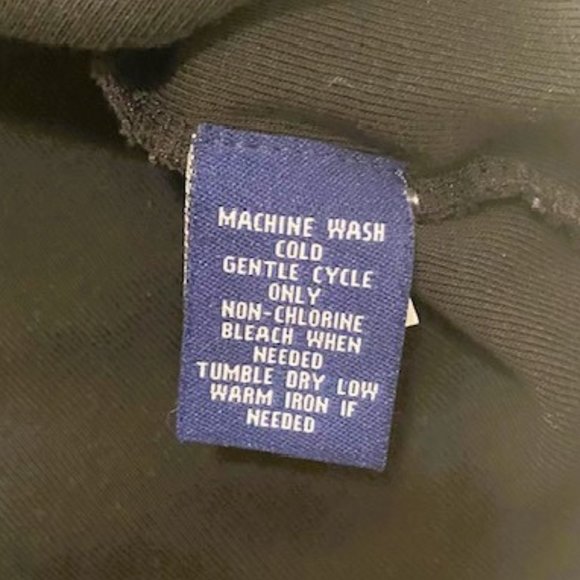 MACHINE WASH
COLD
GENTLE CYCLE
ONLY
NON-CHLORINE
BLEACH WHEN
NEEDED
TUMBLE DRY LOW
WARM IRON IF
NEEDED